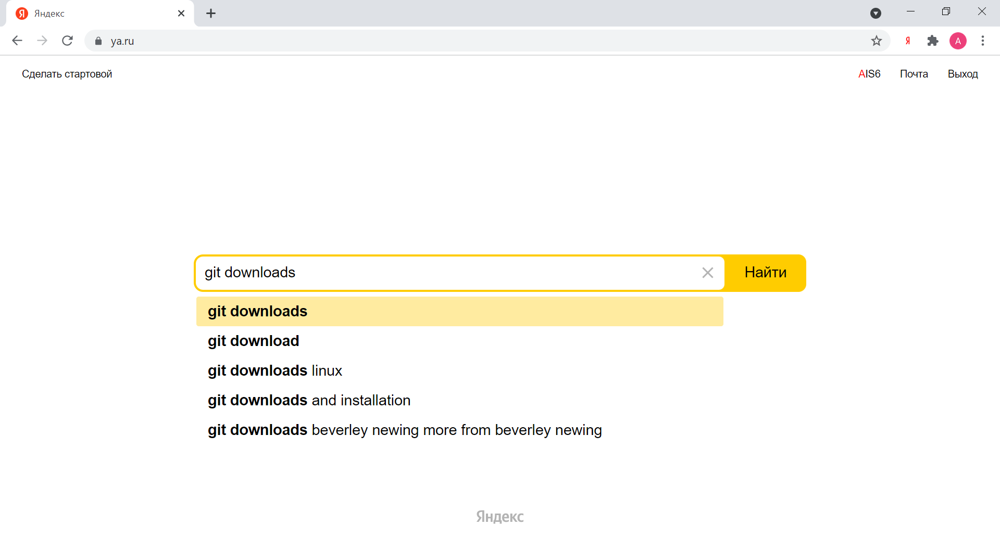 Яндекс
ya.ru
Сделать стартовой
AIS6 Почта Выход
git downloads
Найти
git downloads
git download
git downloads linux
git downloads and installation
git downloads beverley newing more from beverley newing
Яндекс